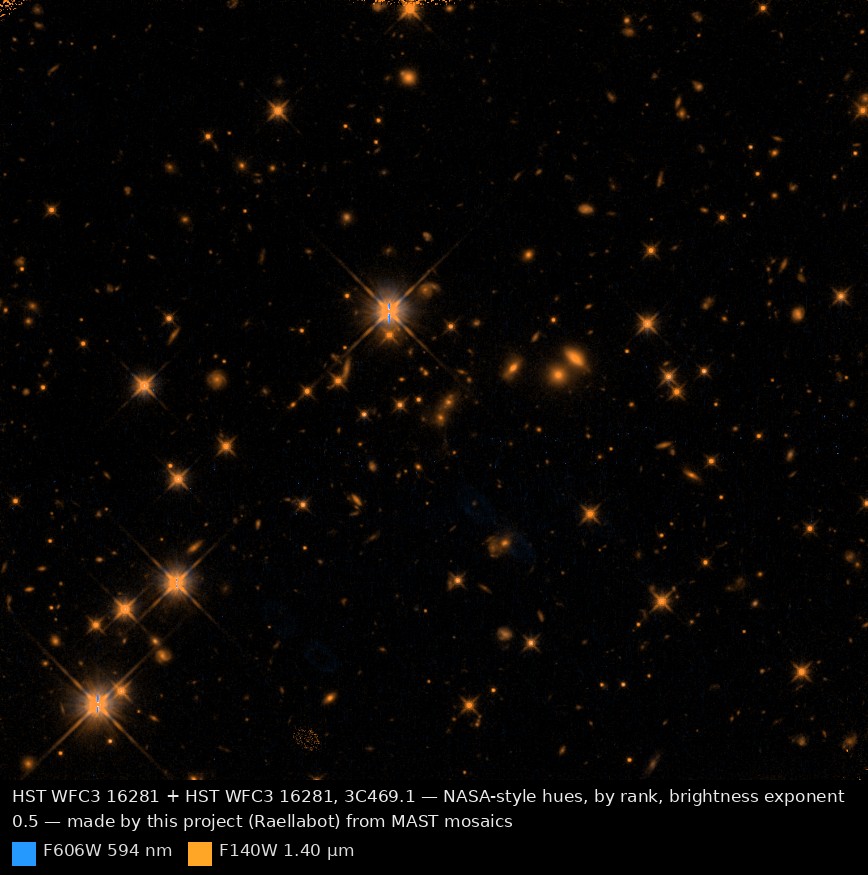 HST WFC3 16281 + HST WFC3 16281, 3C469.1 — NASA-style hues, by rank, brightness exponent
0.5 — made by this project (Raellabot) from MAST mosaics
F606W 594 nm F140W 1.40 µm